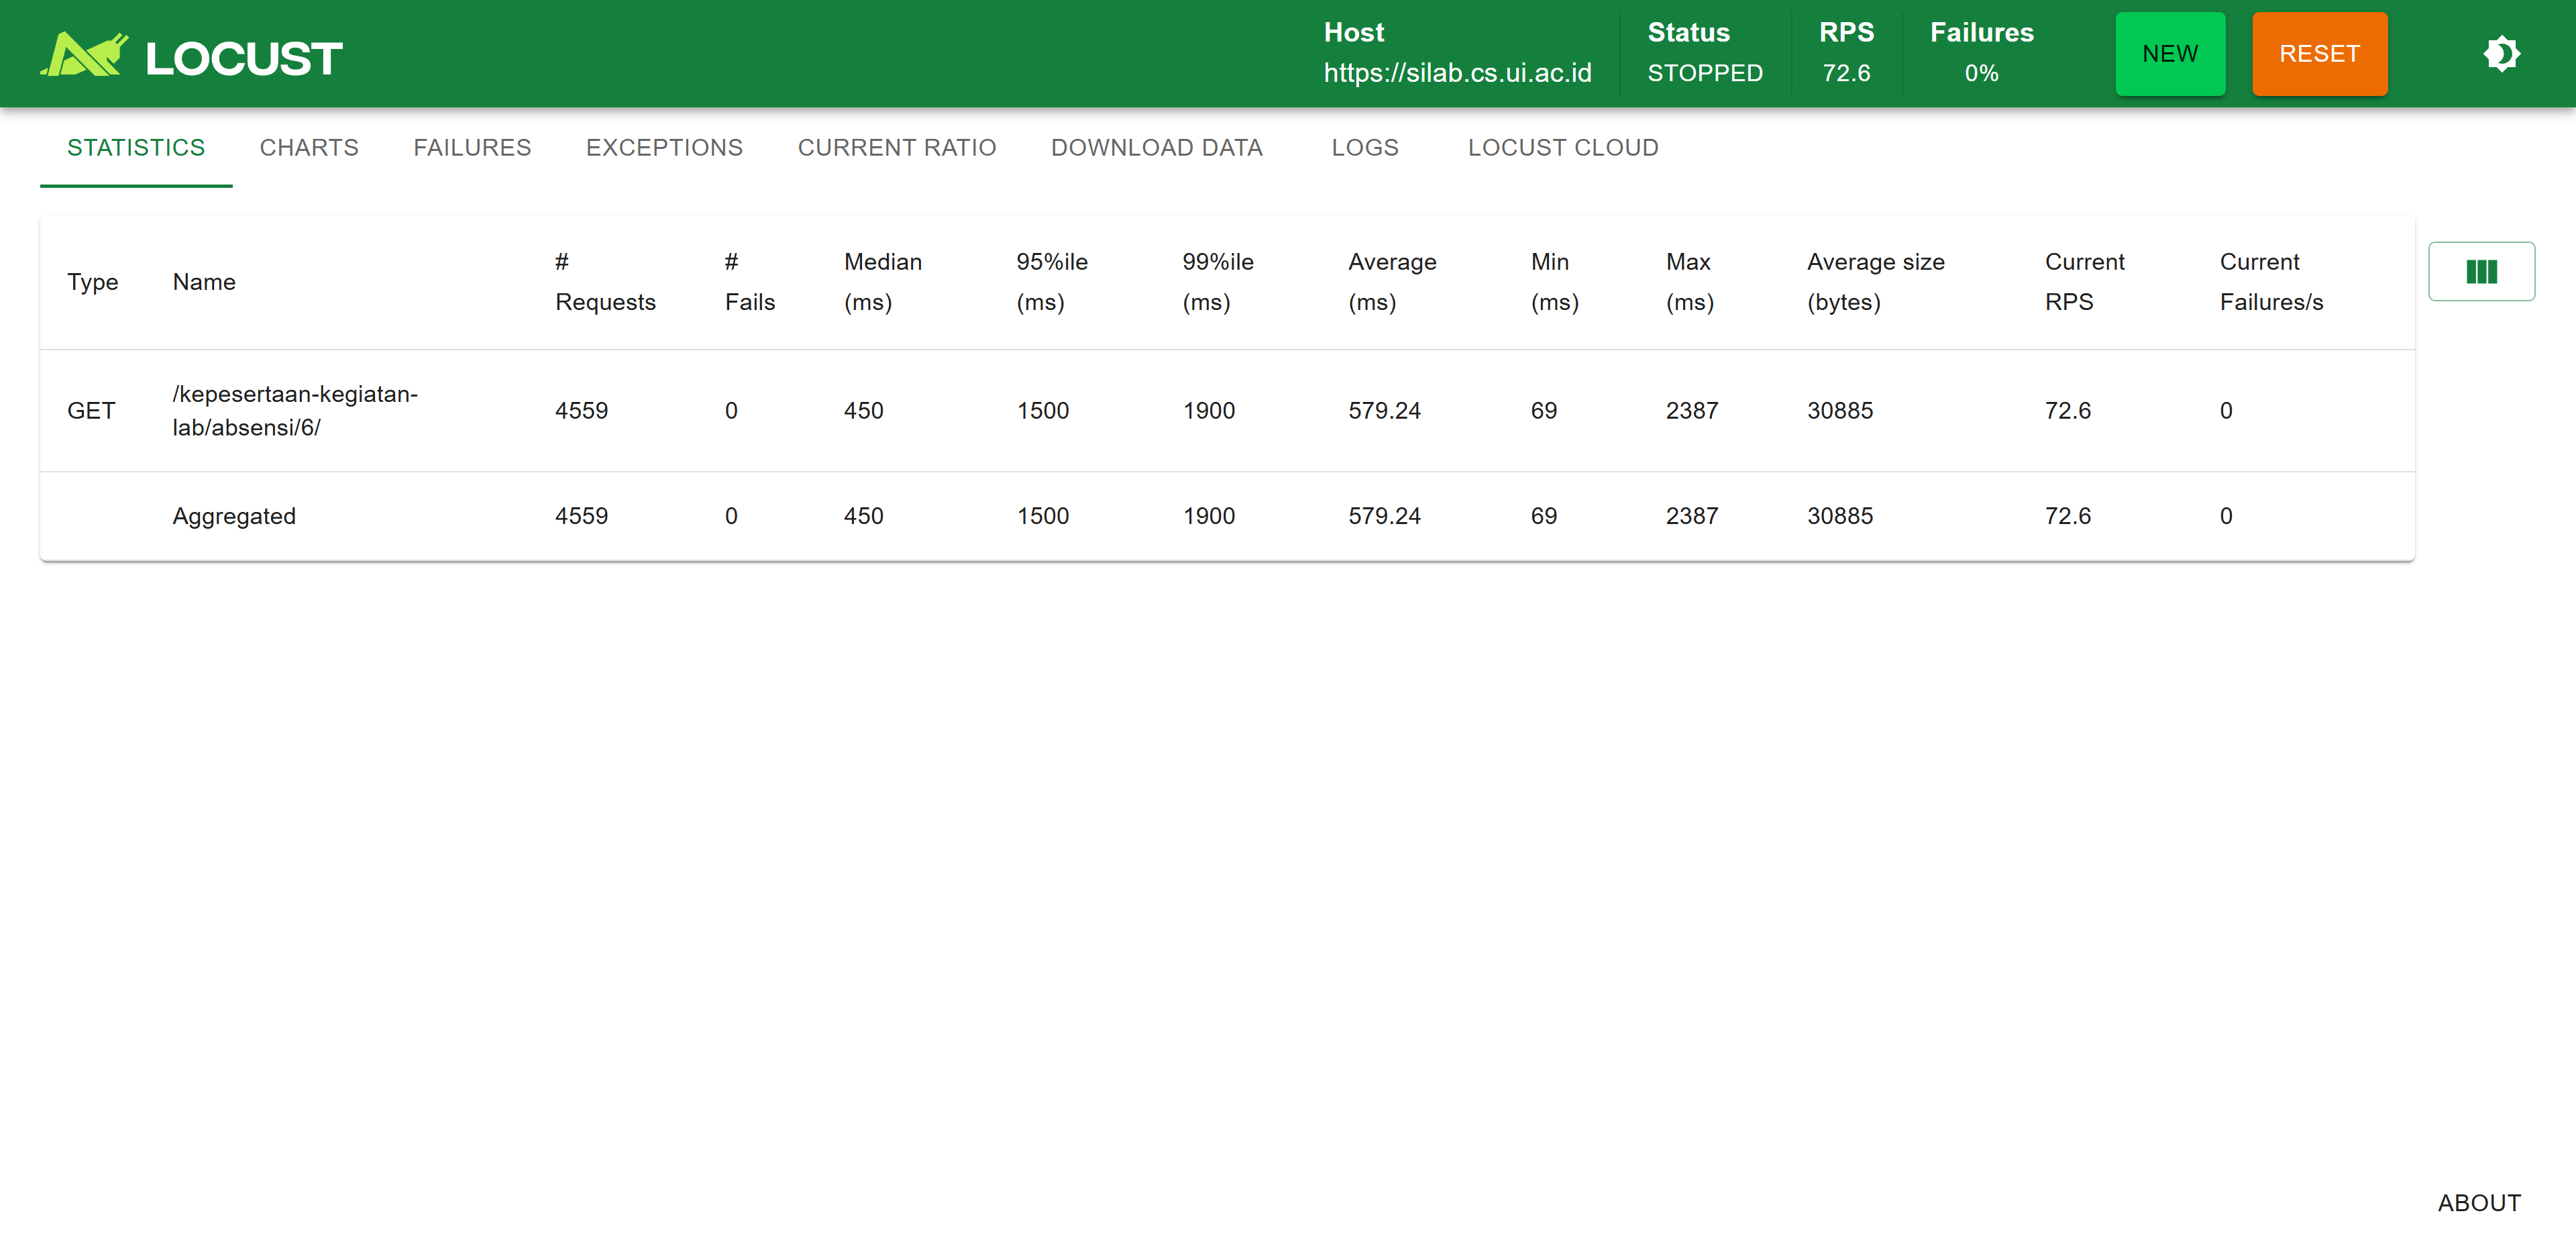 LOCUST
Host
https://silab.cs.ui.ac.id
Status
STOPPED
RPS
72.6
Failures
0%
NEW
RESET
STATISTICS CHARTS FAILURES EXCEPTIONS CURRENT RATIO DOWNLOAD DATA LOGS LOCUST CLOUD
Type Name # Requests # Fails Median (ms) 95%ile (ms) 99%ile (ms) Average (ms) Min (ms) Max (ms) Average size (bytes) Current RPS Current Failures/s
GET /kepesertaan-kegiatan-lab/absensi/6/ 4559 0 450 1500 1900 579.24 69 2387 30885 72.6 0
Aggregated 4559 0 450 1500 1900 579.24 69 2387 30885 72.6 0
ABOUT